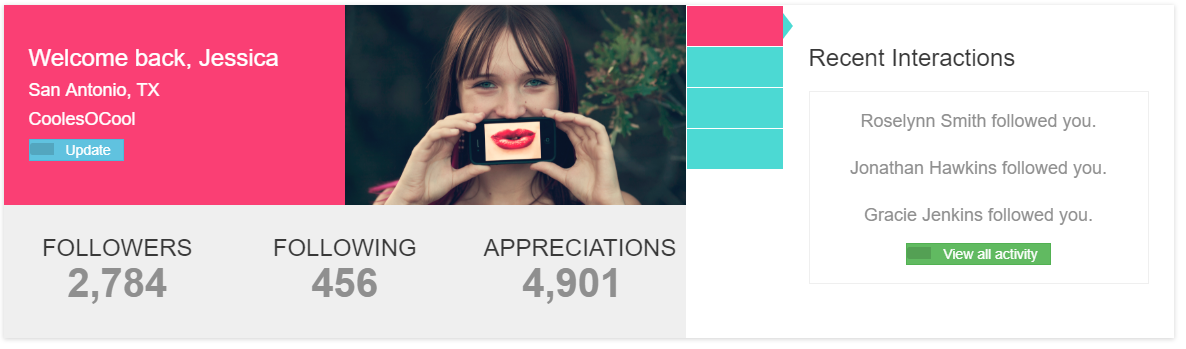 Welcome back, Jessica
San Antonio, TX
CoolesOCool
Update
FOLLOWERS
2,784
FOLLOWING
456
APPRECIATIONS
4,901
Recent Interactions
Roselynn Smith followed you.
Jonathan Hawkins followed you.
Gracie Jenkins followed you.
View all activity